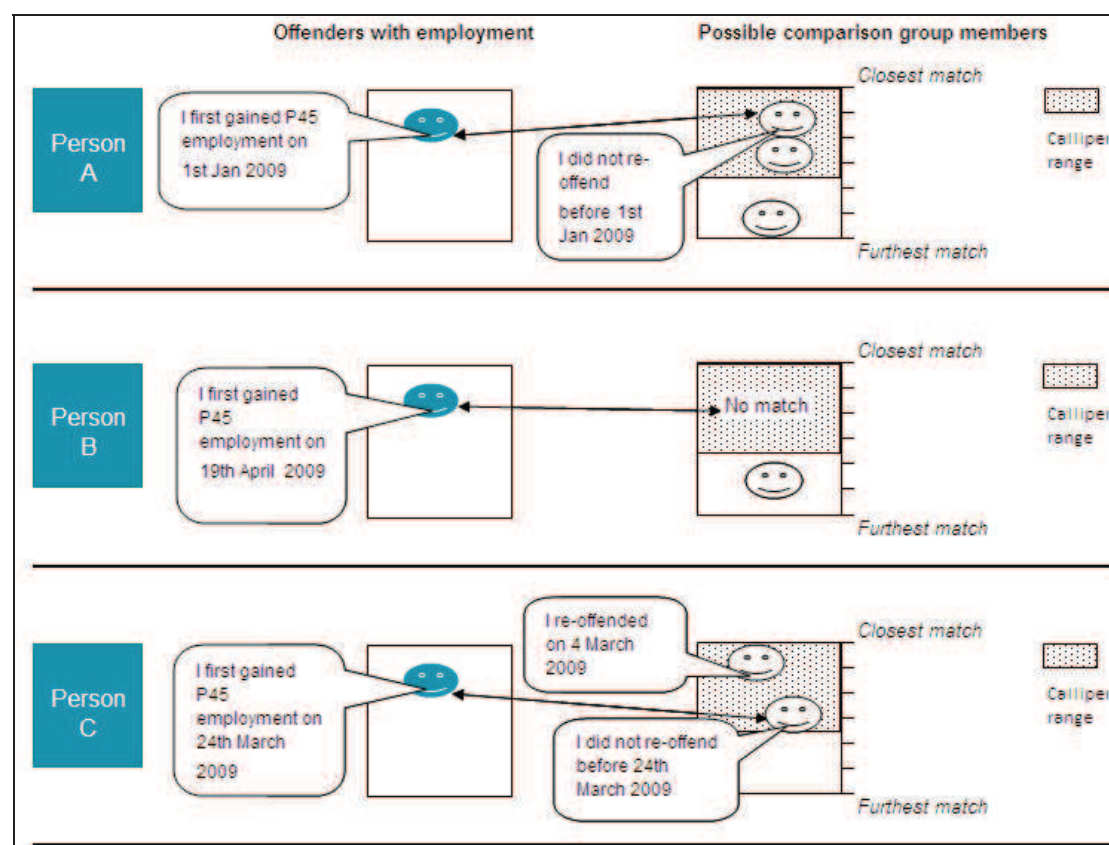 Offenders with employment
Possible comparison group members
Person
A
I first gained P45
employment on
1st Jan 2009
I did not re-
offend
before 1st
Jan 2009
Closest match
Furthest match
Calliper
range
Person
B
I first gained
P45
employment on
19th April 2009
No match
Closest match
Furthest match
Calliper
range
Person
C
I first gained
P45
employment on
24th March
2009
I re-offended
on 4 March
2009
I did not re-offend
before 24th
March 2009
Closest match
Furthest match
Calliper
range